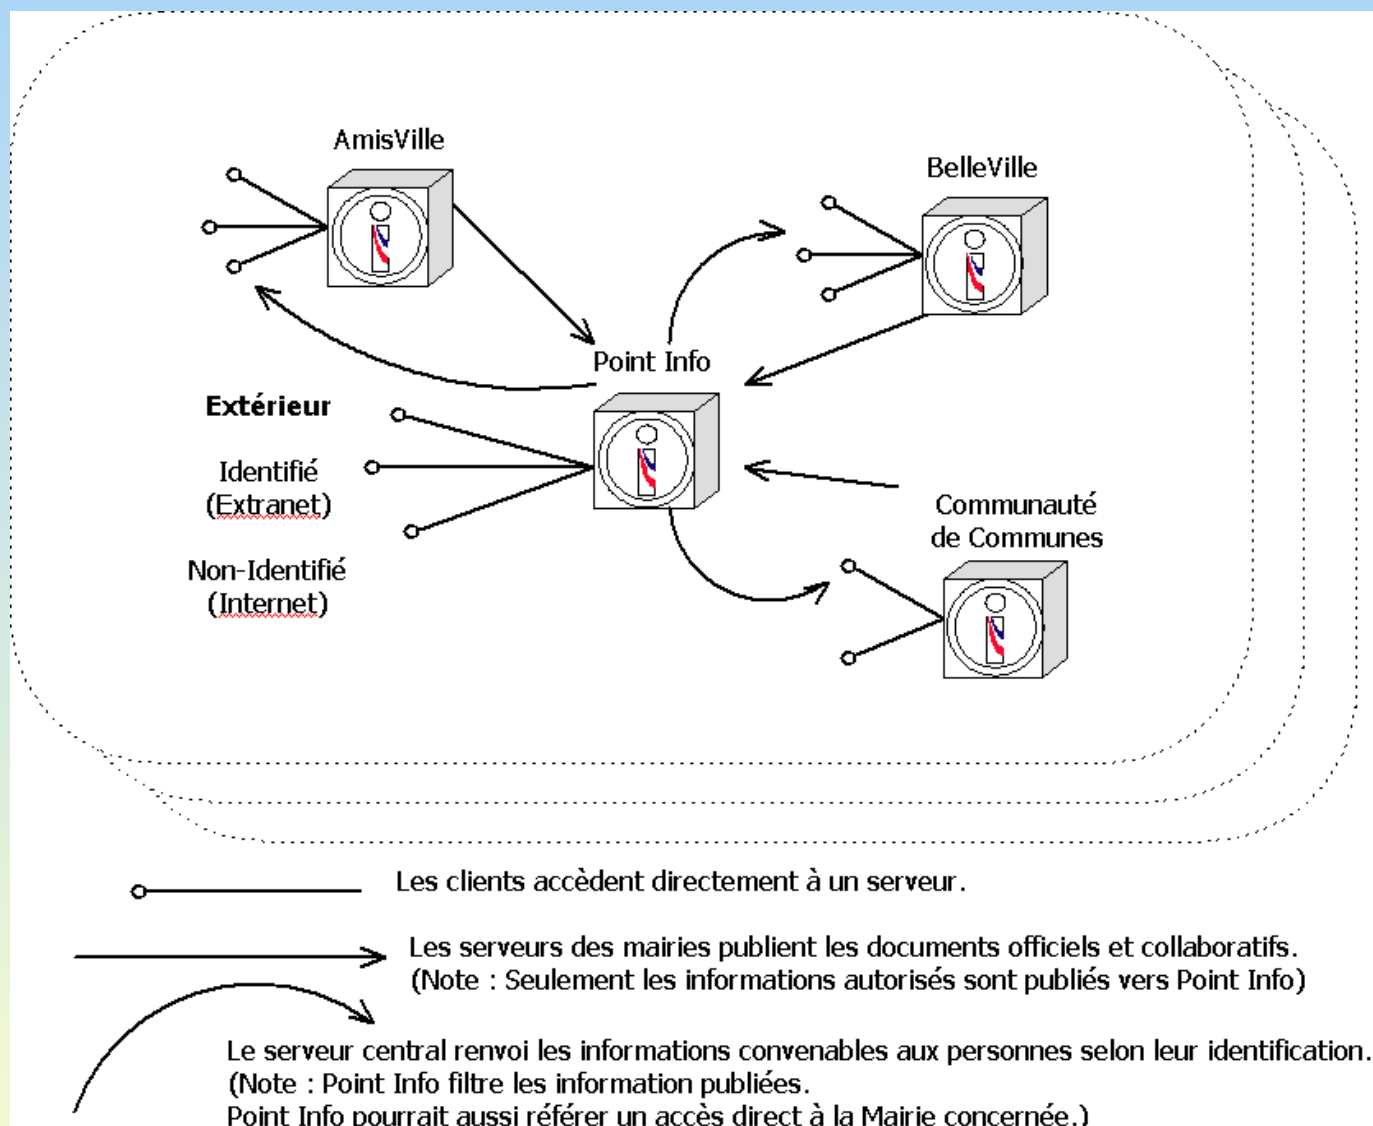 AmisVille
BelleVille
Point Info
Extérieur
Identifié
(Extranet)
Non-Identifié
(Internet)
Communauté
de Communes
Les clients accèdent directement à un serveur.
Les serveurs des mairies publient les documents officiels et collaboratifs.
(Note : Seulement les informations autorisés sont publiés vers Point Info)
Le serveur central renvoi les informations convenables aux personnes selon leur identification.
(Note : Point Info filtre les information publiées.
Point Info pourrait aussi référer un accès direct à la Mairie concernée.)